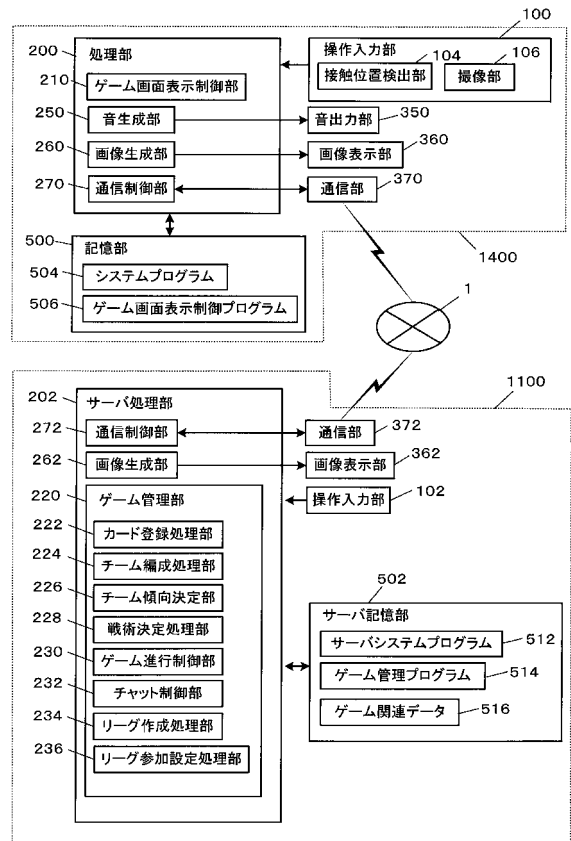 100
200
処理部
操作入力部
104
106
接触位置検出部
撮像部
210
ゲーム画面表示制御部
250
音生成部
音出力部
350
260
画像生成部
画像表示部
360
270
通信制御部
通信部
370
500
記憶部
504
システムプログラム
506
ゲーム画面表示制御プログラム
1400
1
1100
202
サーバ処理部
272
通信制御部
通信部
372
262
画像生成部
画像表示部
362
220
ゲーム管理部
操作入力部
102
222
カード登録処理部
224
チーム編成処理部
226
チーム傾向決定部
228
戦術決定処理部
230
ゲーム進行制御部
232
チャット制御部
234
リーグ作成処理部
236
リーグ参加設定処理部
502
サーバ記憶部
サーバシステムプログラム
512
ゲーム管理プログラム
514
ゲーム関連データ
516